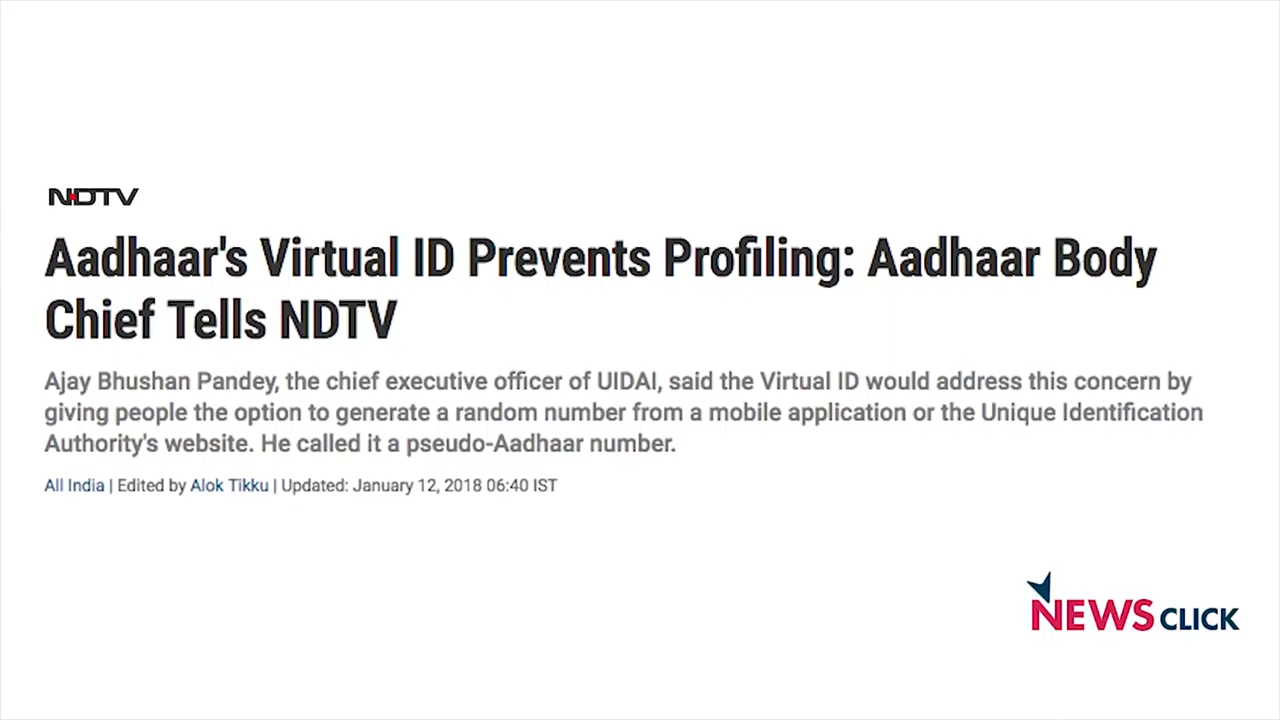 NDTV
Aadhaar's Virtual ID Prevents Profiling: Aadhaar Body
Chief Tells NDTV
Ajay Bhushan Pandey, the chief executive officer of UIDAI, said the Virtual ID would address this concern by
giving people the option to generate a random number from a mobile application or the Unique Identification
Authority's website. He called it a pseudo-Aadhaar number.
All India | Edited by Alok Tikku | Updated: January 12, 2018 06:40 IST
NEWS CLICK